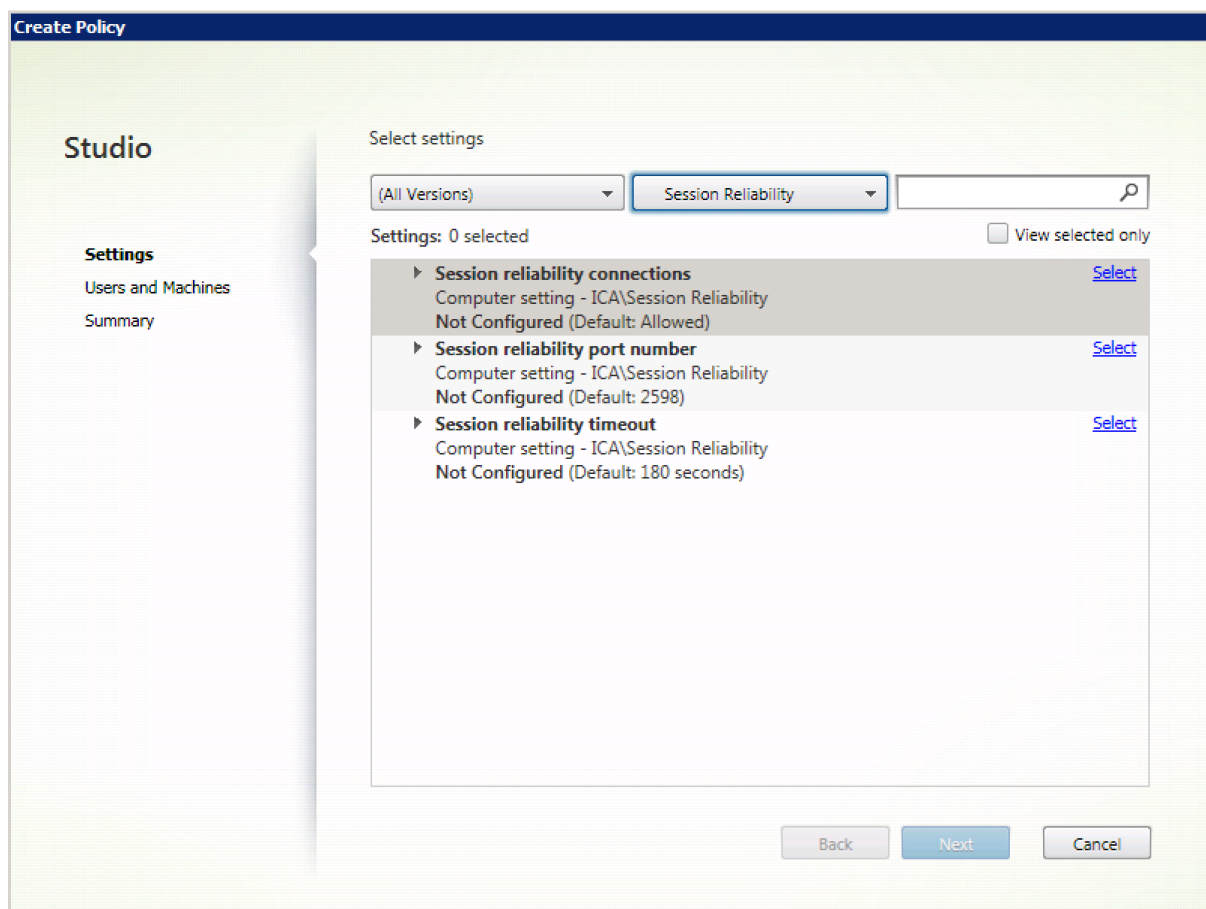 Create Policy
Studio
Settings
Users and Machines
Summary
Select settings
(All Versions)
Session Reliability
Settings: 0 selected
View selected only
Session reliability connections
Select
Computer setting - ICA\Session Reliability
Not Configured (Default: Allowed)
Session reliability port number
Select
Computer setting - ICA\Session Reliability
Not Configured (Default: 2598)
Session reliability timeout
Select
Computer setting - ICA\Session Reliability
Not Configured (Default: 180 seconds)
Back
Next
Cancel